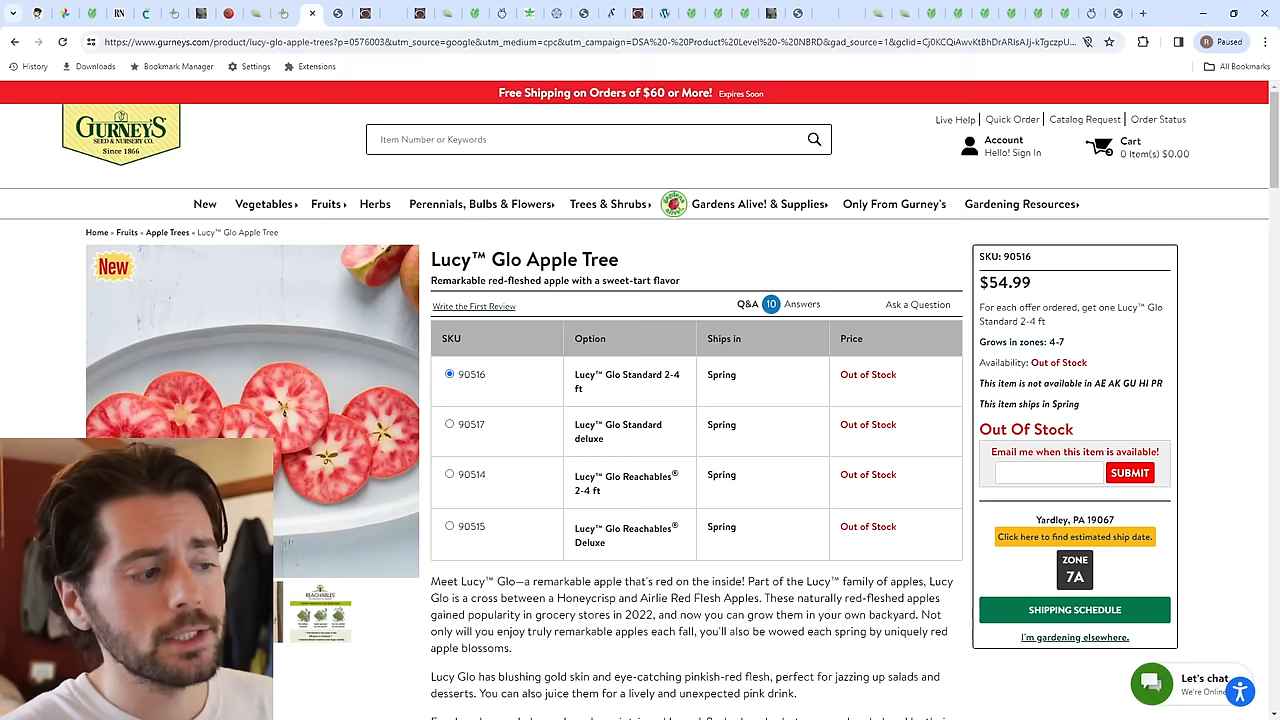 https://www.gurneys.com/product/lucy-glo-apple-trees?p=0576003&utm_source=google&utm_medium=cpc&utm_campaign=DSA%20-%20Product%20Level%20-%20NBRD&gad_source=1&gclid=Cj0KCQiAwvKtBhDrARIsAJj-kTgczpU...
R Paused
History Downloads Bookmark Manager Settings Extensions All Bookmarks
Free Shipping on Orders of $60 or More! Expires Soon
GURNEY'S
SEED & NURSERY CO.
Since 1866
Item Number or Keywords
Live Help Quick Order Catalog Request Order Status
Account
Hello! Sign In
Cart
0 Item(s) $0.00
New Vegetables Fruits Herbs Perennials, Bulbs & Flowers Trees & Shrubs Gardens Alive! & Supplies Only From Gurney's Gardening Resources
Home » Fruits » Apple Trees » Lucy™ Glo Apple Tree
New
Lucy™ Glo Apple Tree
Remarkable red-fleshed apple with a sweet-tart flavor
Write the First Review Q&A 10 Answers Ask a Question
SKU Option Ships in Price
90516 Lucy™ Glo Standard 2-4 ft Spring Out of Stock
90517 Lucy™ Glo Standard deluxe Spring Out of Stock
90514 Lucy™ Glo Reachables® 2-4 ft Spring Out of Stock
90515 Lucy™ Glo Reachables® Deluxe Spring Out of Stock
Meet Lucy™ Glo—a remarkable apple that's red on the inside! Part of the Lucy™ family of apples, Lucy
Glo is a cross between a Honeycrisp and Airlie Red Flesh Apple. These naturally red-fleshed apples
gained popularity in grocery stores in 2022, and now you can grow them in your own backyard. Not
only will you enjoy truly remarkable apples each fall, you'll also be wowed each spring by uniquely red
apple blossoms.
Lucy Glo has blushing gold skin and eye-catching pinkish-red flesh, perfect for jazzing up salads and
desserts. You can also juice them for a lively and unexpected pink drink.
SKU: 90516
$54.99
For each offer ordered, get one Lucy™ Glo
Standard 2-4 ft
Grows in zones: 4-7
Availability: Out of Stock
This item is not available in AE AK GU HI PR
This item ships in Spring
Out Of Stock
Email me when this item is available!
SUBMIT
Yardley, PA 19067
Click here to find estimated ship date.
ZONE
7A
SHIPPING SCHEDULE
I'm gardening elsewhere.
REACHABLES
Let's chat
We're Online